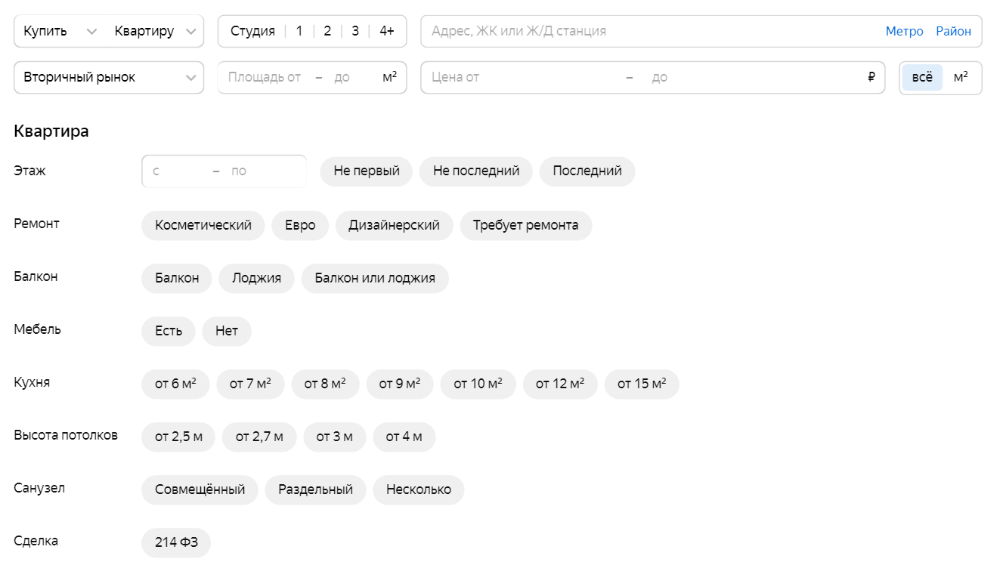 Купить Квартиру Студия 1 2 3 4+ Адрес, ЖК или Ж/Д станция Метро Район
Вторичный рынок Площадь от – до м² Цена от – до ₽ всё м²
Квартира
Этаж с – по Не первый Не последний Последний
Ремонт Косметический Евро Дизайнерский Требует ремонта
Балкон Балкон Лоджия Балкон или лоджия
Мебель Есть Нет
Кухня от 6 м² от 7 м² от 8 м² от 9 м² от 10 м² от 12 м² от 15 м²
Высота потолков от 2,5 м от 2,7 м от 3 м от 4 м
Санузел Совмещённый Раздельный Несколько
Сделка 214 ФЗ